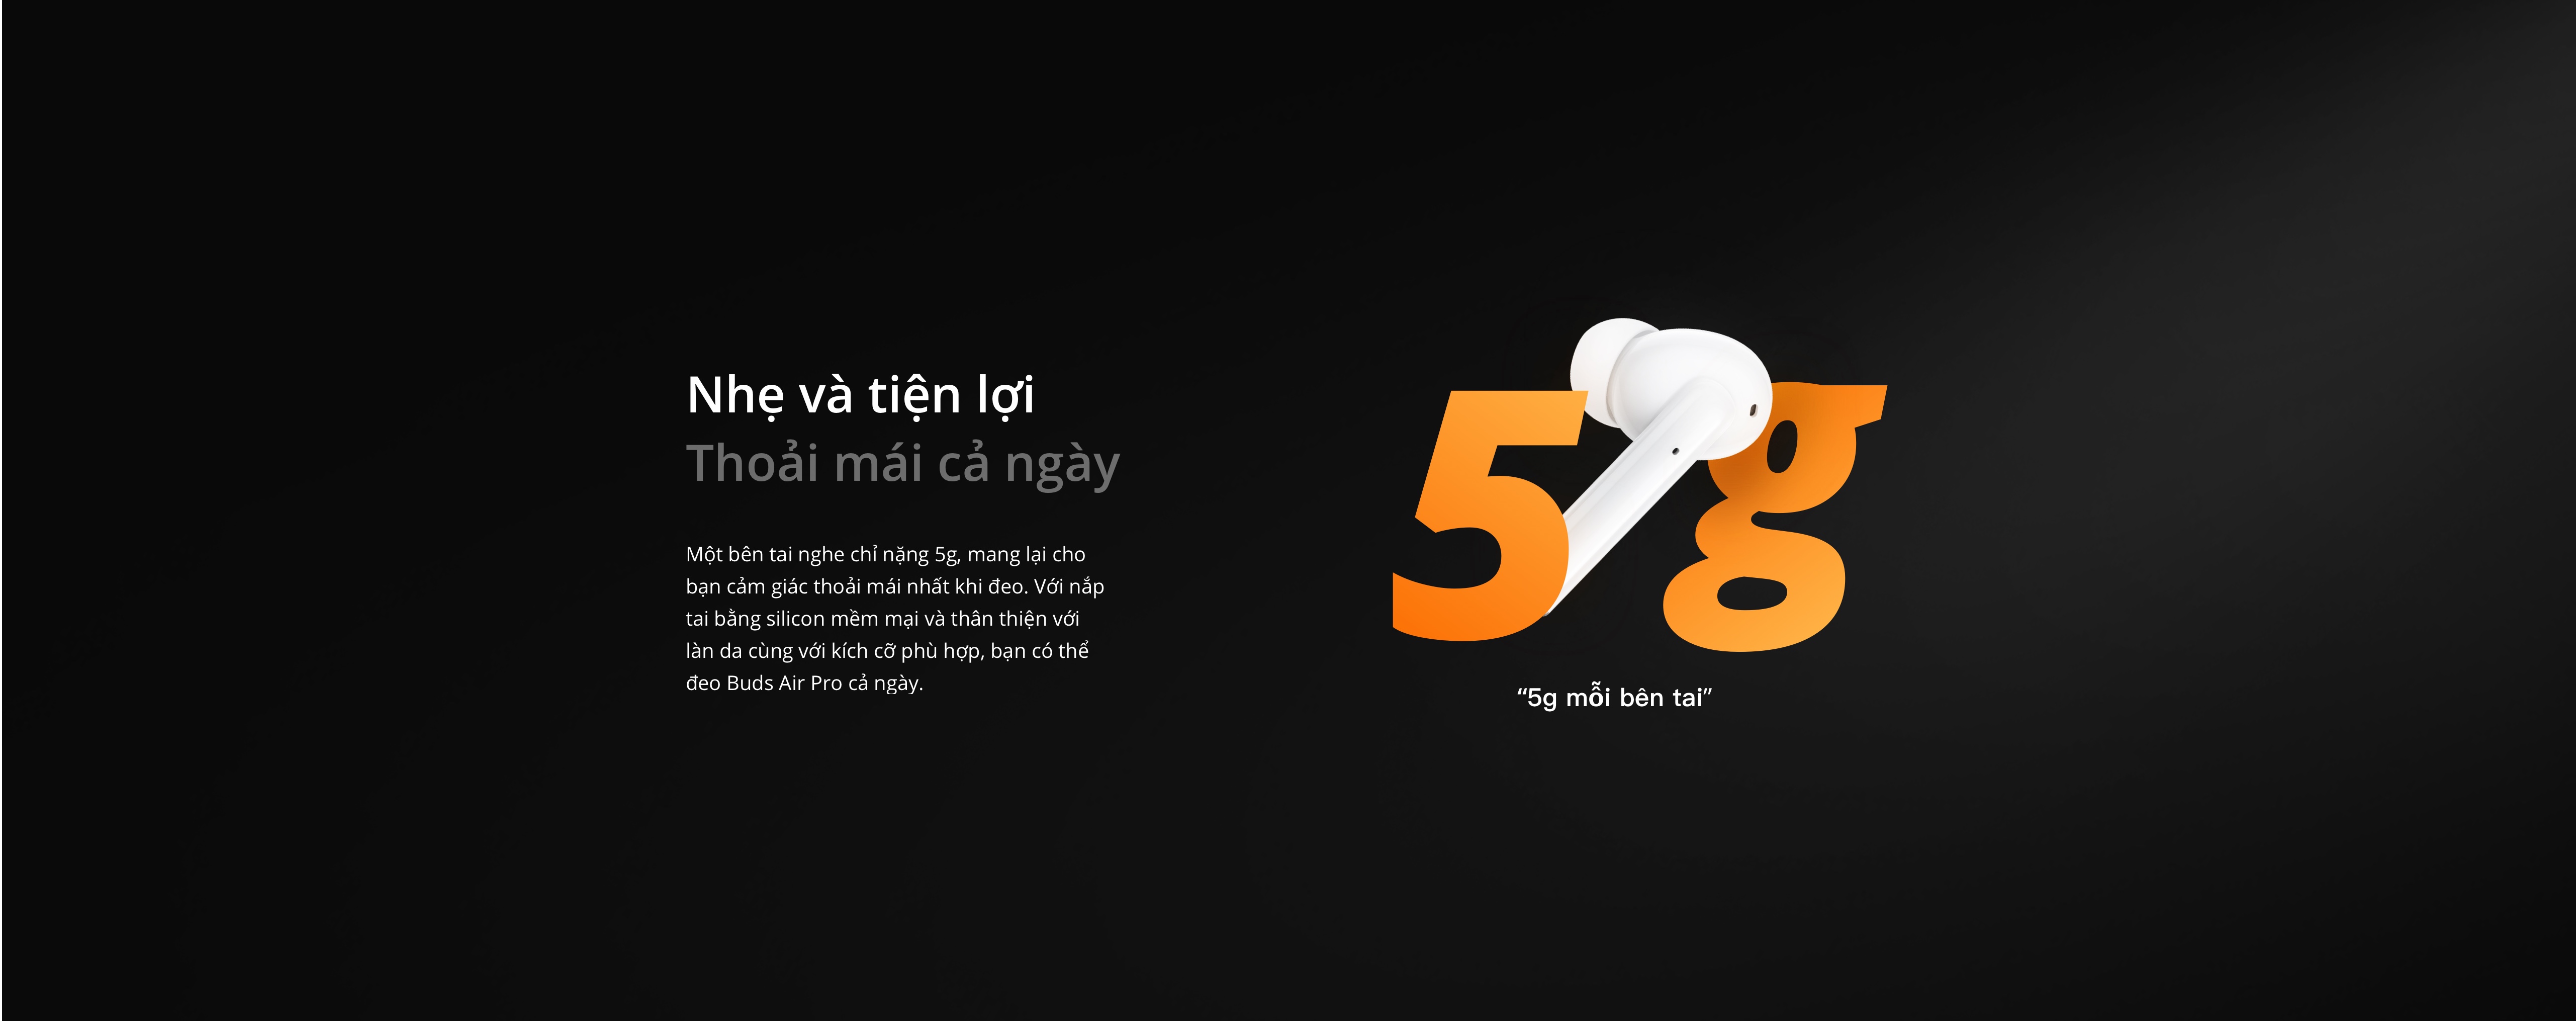 Nhẹ và tiện lợi
Thoải mái cả ngày
Một bên tai nghe chỉ nặng 5g, mang lại cho
bạn cảm giác thoải mái nhất khi đeo. Với nắp
tai bằng silicon mềm mại và thân thiện với
làn da cùng với kích cỡ phù hợp, bạn có thể
đeo Buds Air Pro cả ngày.
5g
“5g mỗi bên tai”